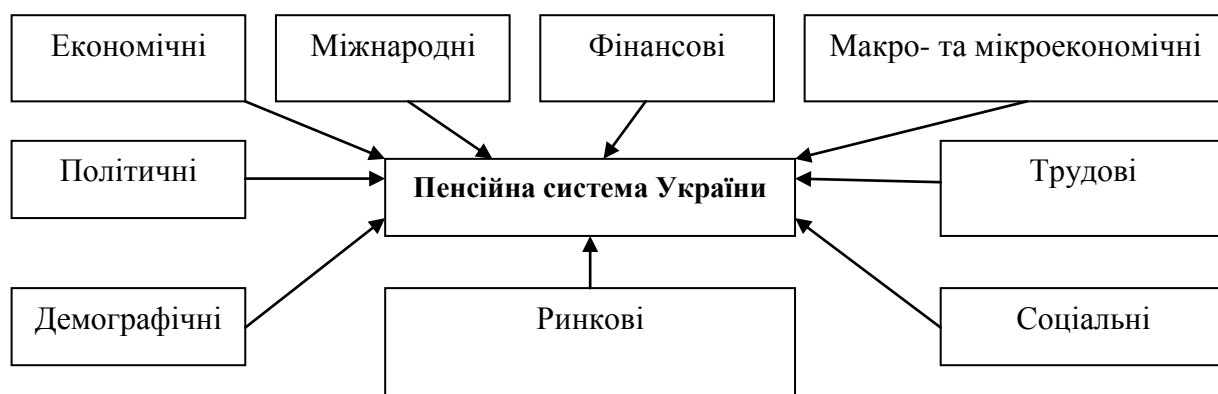 Економічні
Міжнародні
Фінансові
Макро- та мікроекономічні
Політичні
Пенсійна система України
Трудові
Демографічні
Ринкові
Соціальні